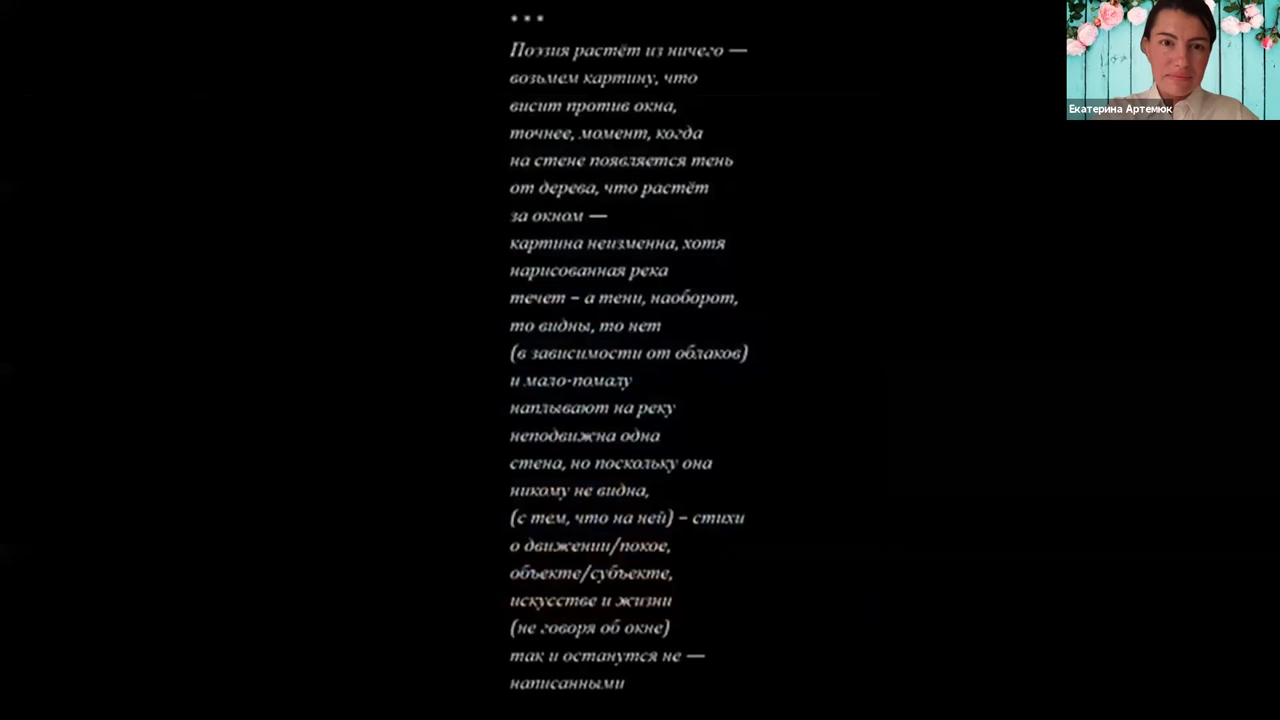 * * *
Поэзия растёт из ничего —
возьмем картину, что
висит против окна,
точнее, момент, когда
на стене появляется тень
от дерева, что растёт
за окном —
картина неизменна, хотя
нарисованная река
течет – а тени, наоборот,
то видны, то нет
(в зависимости от облаков)
и мало-помалу
наплывают на реку
неподвижна одна
стена, но поскольку она
никому не видна,
(с тем, что на ней) – стихи
о движении/покое,
объекте/субъекте,
искусстве и жизни
(не говоря об окне)
так и останутся не —
написанными
Екатерина Артемюк